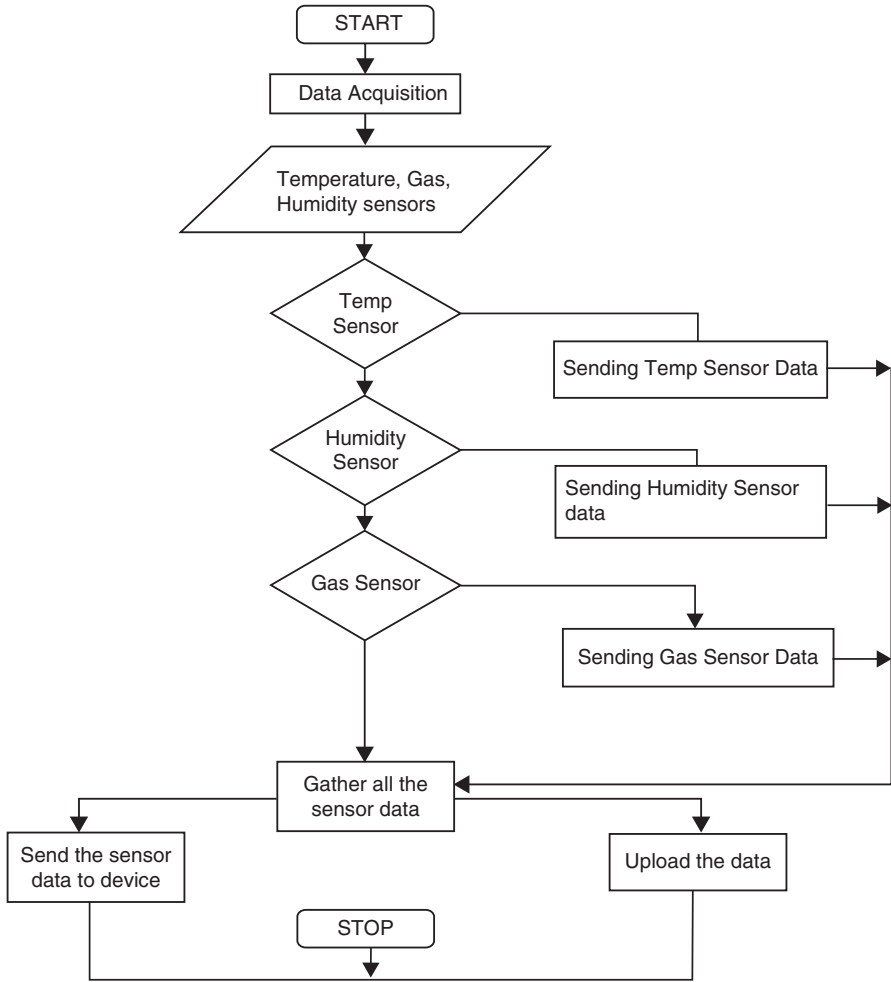 START
Data Acquisition
Temperature, Gas,
Humidity sensors
Temp
Sensor
Sending Temp Sensor Data
Humidity
Sensor
Sending Humidity Sensor
data
Gas Sensor
Sending Gas Sensor Data
Gather all the
sensor data
Send the sensor
data to device
Upload the data
STOP